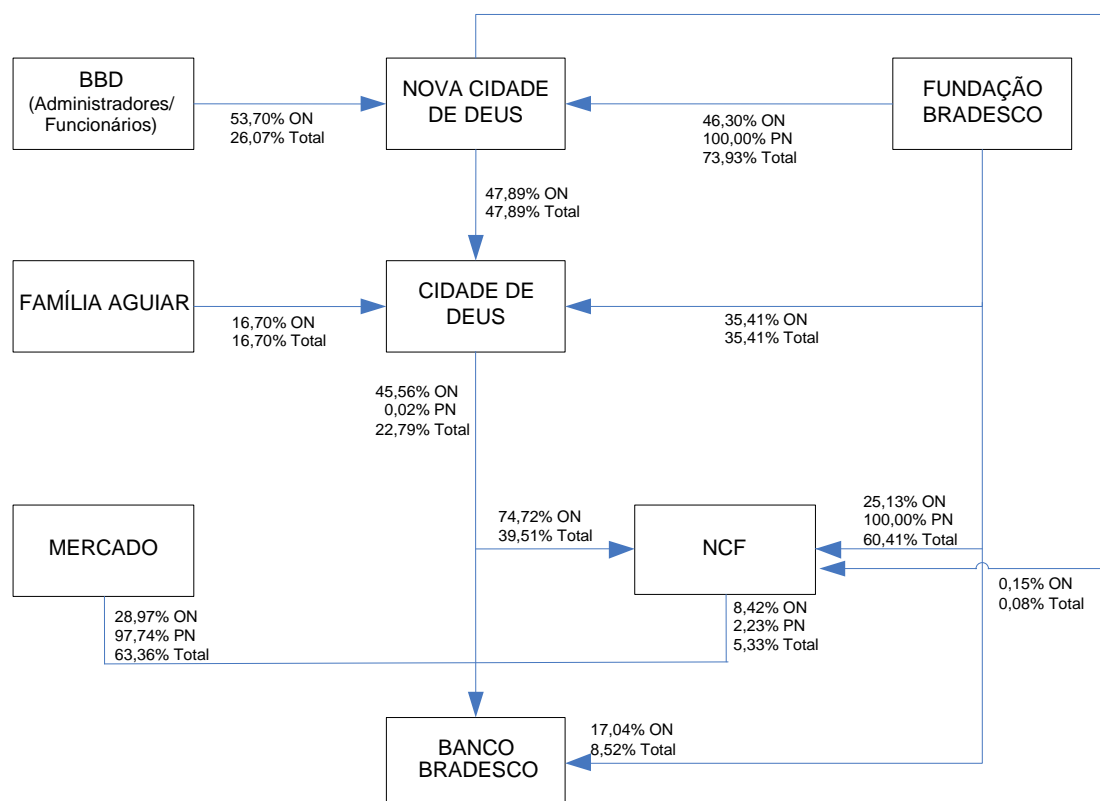 BBD
(Administradores/
Funcionários)
53,70% ON
26,07% Total
NOVA CIDADE
DE DEUS
46,30% ON
100,00% PN
73,93% Total
FUNDAÇÃO
BRADESCO
47,89% ON
47,89% Total
FAMÍLIA AGUIAR
16,70% ON
16,70% Total
CIDADE DE
DEUS
35,41% ON
35,41% Total
45,56% ON
0,02% PN
22,79% Total
MERCADO
74,72% ON
39,51% Total
NCF
25,13% ON
100,00% PN
60,41% Total
0,15% ON
0,08% Total
28,97% ON
97,74% PN
63,36% Total
8,42% ON
2,23% PN
5,33% Total
BANCO
BRADESCO
17,04% ON
8,52% Total